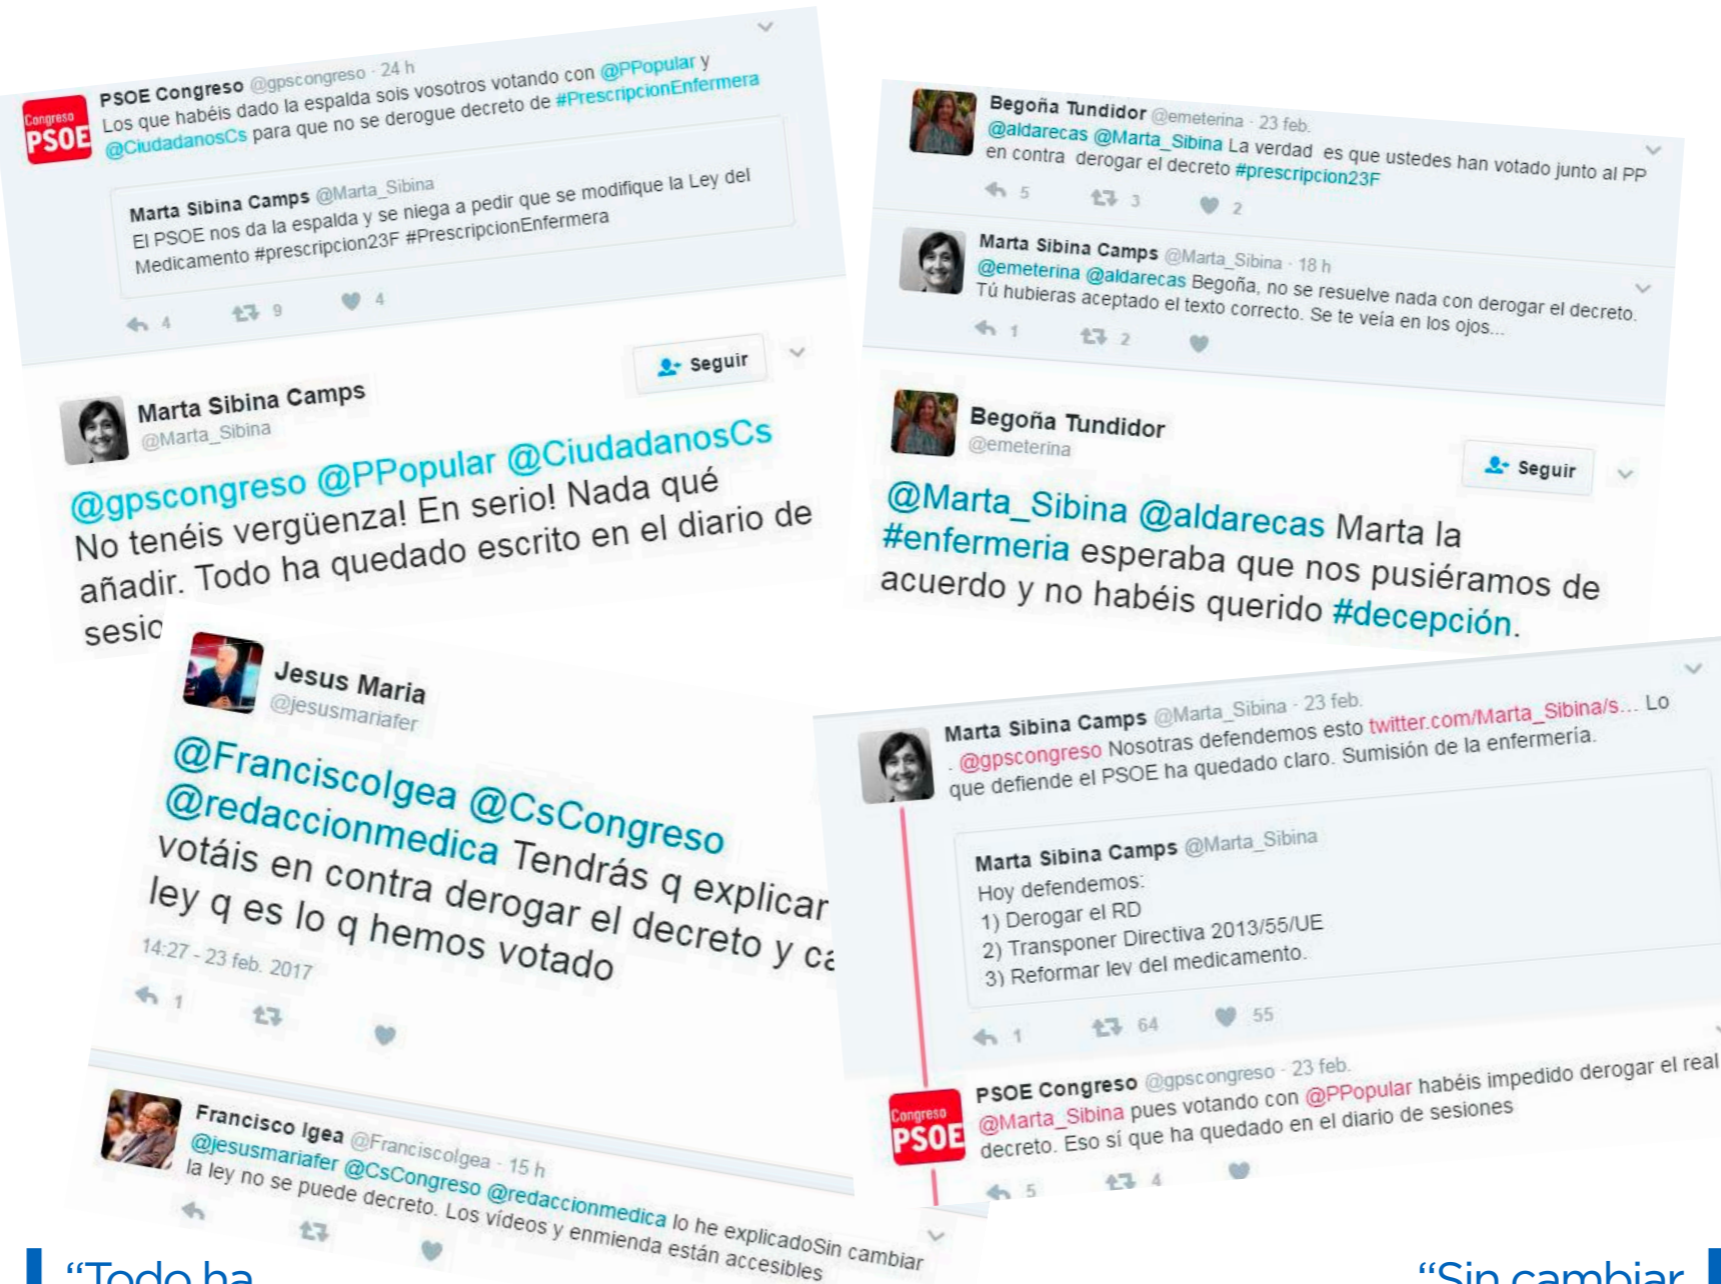 PSOE Congreso @gpscongreso · 24 h
Los que habéis dado la espalda sois vosotros votando con @PPopular y
@CiudadanosCs para que no se derogue decreto de #PrescripcionEnfermera
Congreso
PSOE
Marta Sibina Camps @Marta_Sibina
El PSOE nos da la espalda y se niega a pedir que se modifique la Ley del
Medicamento #prescripcion23F #PrescripcionEnfermera
4 9 4
Marta Sibina Camps
@Marta_Sibina
Seguir
@gpscongreso @PPopular @CiudadanosCs
No tenéis vergüenza! En serio! Nada qué
añadir. Todo ha quedado escrito en el diario de
sesio
Begoña Tundidor @emeterina · 23 feb.
@aldarecas @Marta_Sibina La verdad es que ustedes han votado junto al PP
en contra derogar el decreto #prescripcion23F
5 3 2
Marta Sibina Camps @Marta_Sibina · 18 h
@emeterina @aldarecas Begoña, no se resuelve nada con derogar el decreto.
Tú hubieras aceptado el texto correcto. Se te veía en los ojos...
1 2
Begoña Tundidor
@emeterina
Seguir
@Marta_Sibina @aldarecas Marta la
#enfermeria esperaba que nos pusiéramos de
acuerdo y no habéis querido #decepción.
Jesus Maria
@jesusmariafer
@FranciscoIgea @CsCongreso
@redaccionmedica Tendrás q explicar
votáis en contra derogar el decreto y ca
ley q es lo q hemos votado
14:27 - 23 feb. 2017
1
Francisco Igea @FranciscoIgea · 15 h
@jesusmariafer @CsCongreso @redaccionmedica lo he explicadoSin cambiar
la ley no se puede decreto. Los vídeos y enmienda están accesibles
Marta Sibina Camps @Marta_Sibina · 23 feb.
. @gpscongreso Nosotras defendemos esto twitter.com/Marta_Sibina/s... Lo
que defiende el PSOE ha quedado claro. Sumisión de la enfermería.
Marta Sibina Camps @Marta_Sibina
Hoy defendemos:
1) Derogar el RD
2) Transponer Directiva 2013/55/UE
3) Reformar ley del medicamento.
1 64 55
PSOE Congreso @gpscongreso · 23 feb.
@Marta_Sibina pues votando con @PPopular habéis impedido derogar el real
decreto. Eso sí que ha quedado en el diario de sesiones
Congreso
PSOE
5 4
“Todo ha
“Sin cambiar